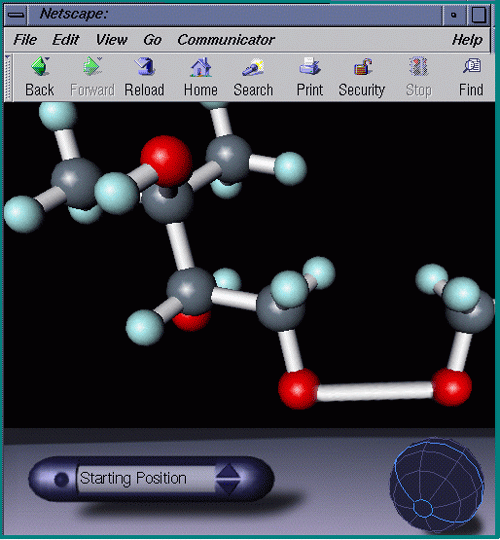 Netscape:
File Edit View Go Communicator Help
Back Forward Reload Home Search Print Security Stop Find
Starting Position